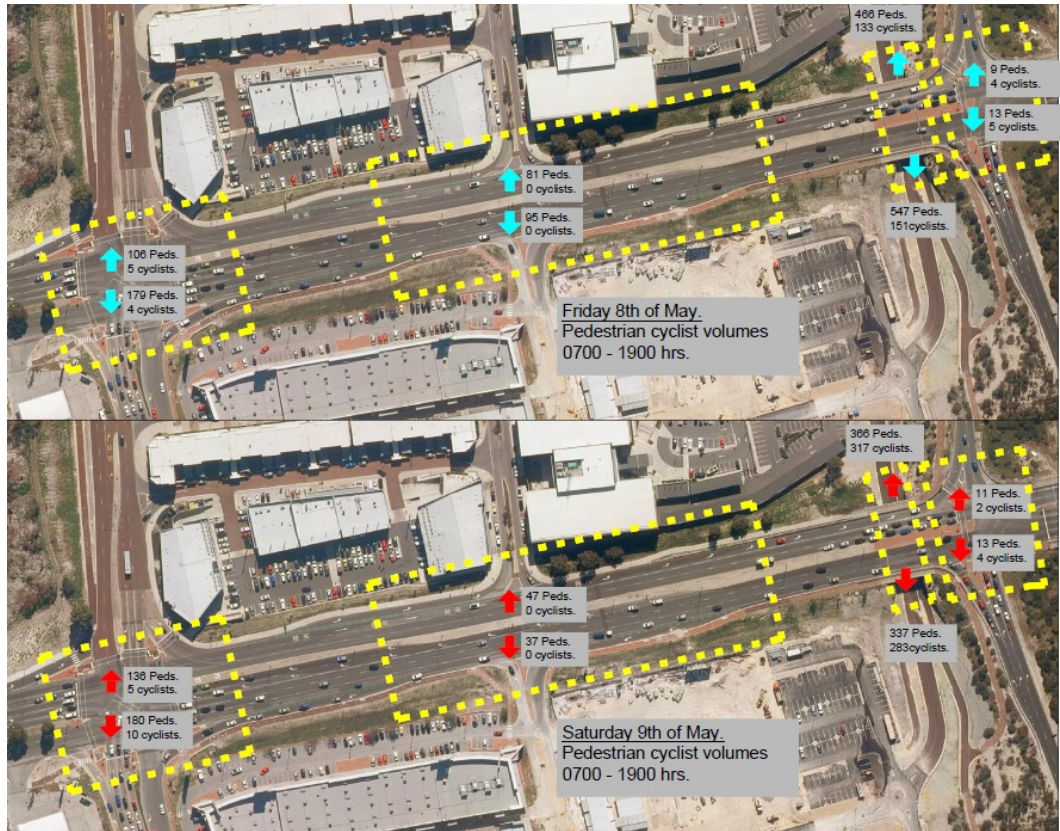 466 Peds.
133 cyclists.
9 Peds.
4 cyclists.
13 Peds.
5 cyclists.
81 Peds.
0 cyclists.
95 Peds.
0 cyclists.
547 Peds.
151cyclists.
106 Peds.
5 cyclists.
179 Peds.
4 cyclists.
Friday 8th of May.
Pedestrian cyclist volumes
0700 - 1900 hrs.
366 Peds.
317 cyclists.
11 Peds.
2 cyclists.
13 Peds.
4 cyclists.
47 Peds.
0 cyclists.
37 Peds.
0 cyclists.
337 Peds.
283cyclists.
136 Peds.
5 cyclists.
180 Peds.
10 cyclists.
Saturday 9th of May.
Pedestrian cyclist volumes
0700 - 1900 hrs.